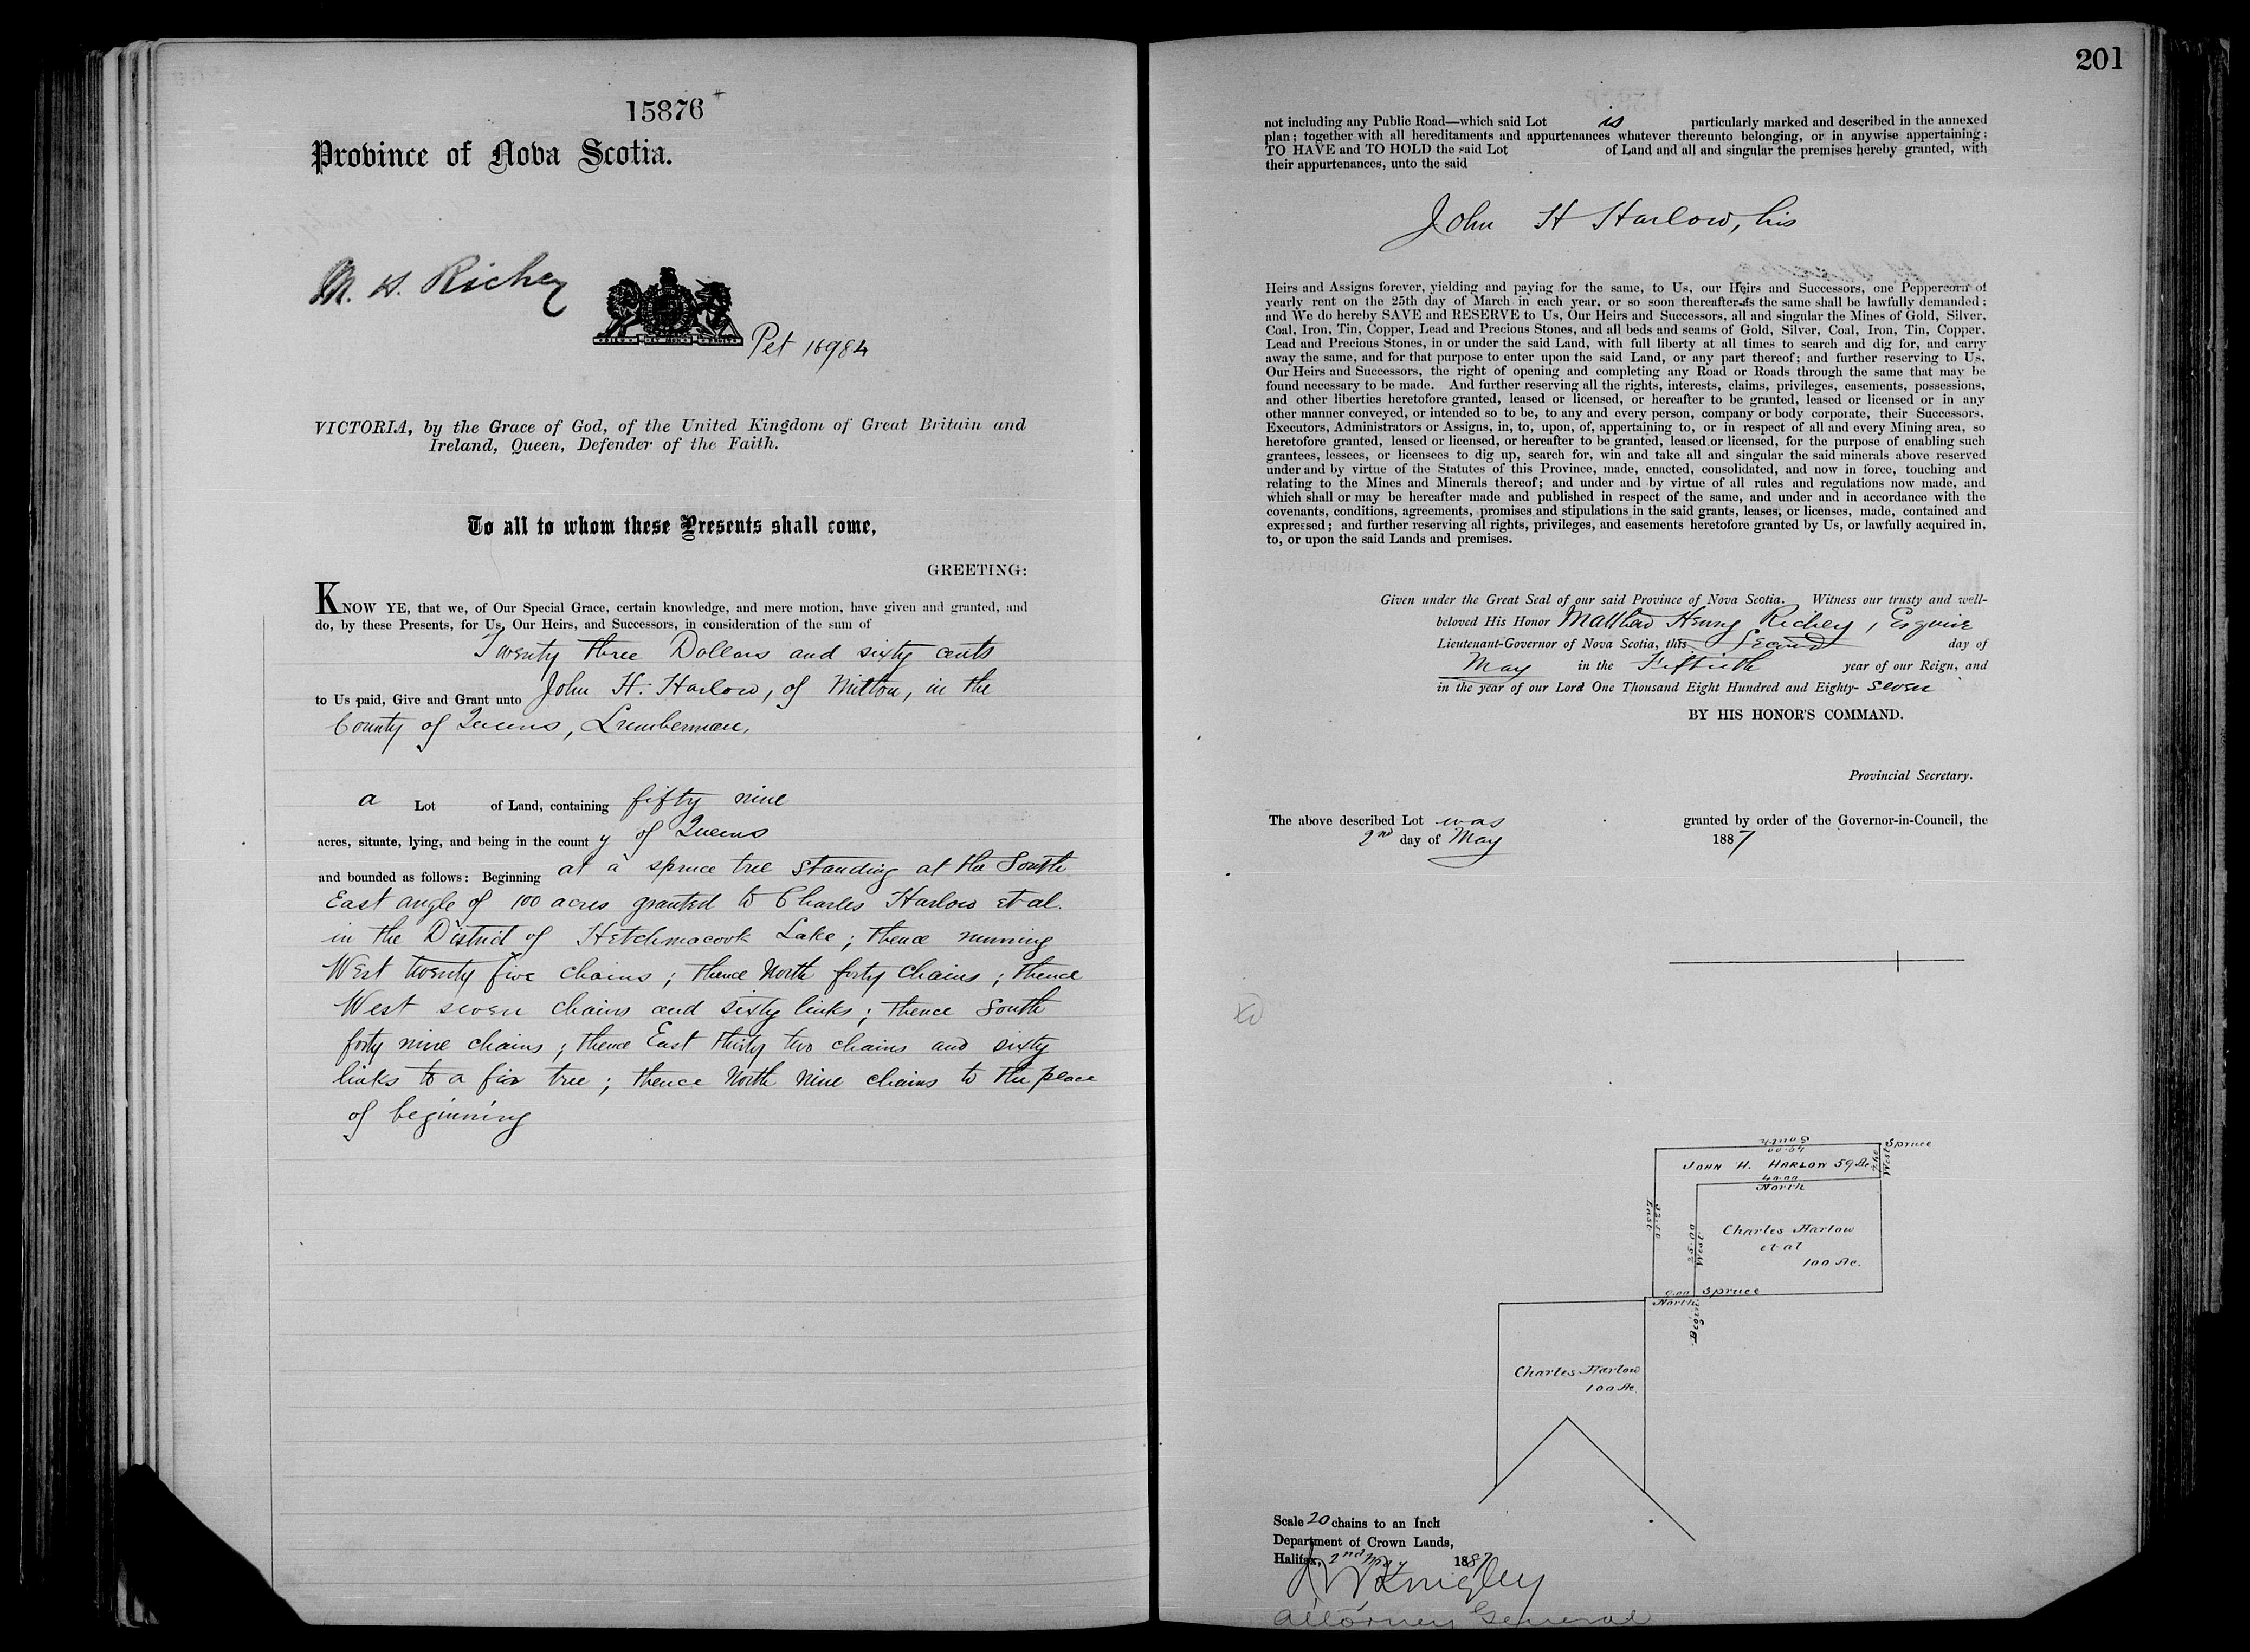 15876
Province of Nova Scotia.
M. H. Richey
DIEU ET MON DROIT
Pet 16984
VICTORIA, by the Grace of God, of the United Kingdom of Great Britain and
Ireland, Queen, Defender of the Faith.
To all to whom these Presents shall come,
GREETING:
KNOW YE, that we, of Our Special Grace, certain knowledge, and mere motion, have given and granted, and
do, by these Presents, for Us, Our Heirs, and Successors, in consideration of the sum of
Twenty three Dollars and sixty cents
to Us paid, Give and Grant unto John H. Harlow, of Milton, in the
County of Queens, Lumberman,
a Lot of Land, containing fifty nine
acres, situate, lying, and being in the county of Queens
and bounded as follows: Beginning at a spruce tree standing at the South
East angle of 100 acres granted to Charles Harlow et al.
in the District of Hetchmacook Lake; thence running
West twenty five chains; thence North forty chains; thence
West seven chains and sixty links; thence South
forty nine chains; thence East thirty two chains and sixty
links to a fir tree; thence North nine chains to the place
of beginning
201
not including any Public Road—which said Lot is particularly marked and described in the annexed
plan; together with all hereditaments and appurtenances whatever thereunto belonging, or in anywise appertaining;
TO HAVE and TO HOLD the said Lot of Land and all and singular the premises hereby granted, with
their appurtenances, unto the said
John H Harlow, his
Heirs and Assigns forever, yielding and paying for the same, to Us, our Heirs and Successors, one Peppercorn of
yearly rent on the 25th day of March in each year, or so soon thereafter as the same shall be lawfully demanded:
and We do hereby SAVE and RESERVE to Us, Our Heirs and Successors, all and singular the Mines of Gold, Silver,
Coal, Iron, Tin, Copper, Lead and Precious Stones, and all beds and seams of Gold, Silver, Coal, Iron, Tin, Copper,
Lead and Precious Stones, in or under the said Land, with full liberty at all times to search and dig for, and carry
away the same, and for that purpose to enter upon the said Land, or any part thereof; and further reserving to Us,
Our Heirs and Successors, the right of opening and completing any Road or Roads through the same that may be
found necessary to be made. And further reserving all the rights, interests, claims, privileges, easements, possessions,
and other liberties heretofore granted, leased or licensed, or hereafter to be granted, leased or licensed or in any
other manner conveyed, or intended so to be, to any and every person, company or body corporate, their Successors,
Executors, Administrators or Assigns, in, to, upon, of, appertaining to, or in respect of all and every Mining area, so
heretofore granted, leased or licensed, or hereafter to be granted, leased or licensed, for the purpose of enabling such
grantees, lessees, or licensees to dig up, search for, win and take all and singular the said minerals above reserved
under and by virtue of the Statutes of this Province, made, enacted, consolidated, and now in force, touching and
relating to the Mines and Minerals thereof; and under and by virtue of all rules and regulations now made, and
which shall or may be hereafter made and published in respect of the same, and under and in accordance with the
covenants, conditions, agreements, promises and stipulations in the said grants, leases, or licenses, made, contained and
expressed; and further reserving all rights, privileges, and easements heretofore granted by Us, or lawfully acquired in,
to, or upon the said Lands and premises.
Given under the Great Seal of our said Province of Nova Scotia. Witness our trusty and well-
beloved His Honor Matthew Henry Richey, Esquire
Lieutenant-Governor of Nova Scotia, this Second day of
May in the Fiftieth year of our Reign, and
in the year of our Lord One Thousand Eight Hundred and Eighty-seven
BY HIS HONOR'S COMMAND.
Provincial Secretary.
The above described Lot was granted by order of the Governor-in-Council, the
2nd day of May 1887
South
Spruce
JOHN H. HARLOW 59 Ac
7.60
West
40.00
North
East
25.00
West
Charles Harlow
et al
100 Ac.
Spruce
North
Begin.
Charles Harlow
100 Ac.
Scale 20 chains to an Inch
Department of Crown Lands,
Halifax, 2nd May 1887
Attorney General